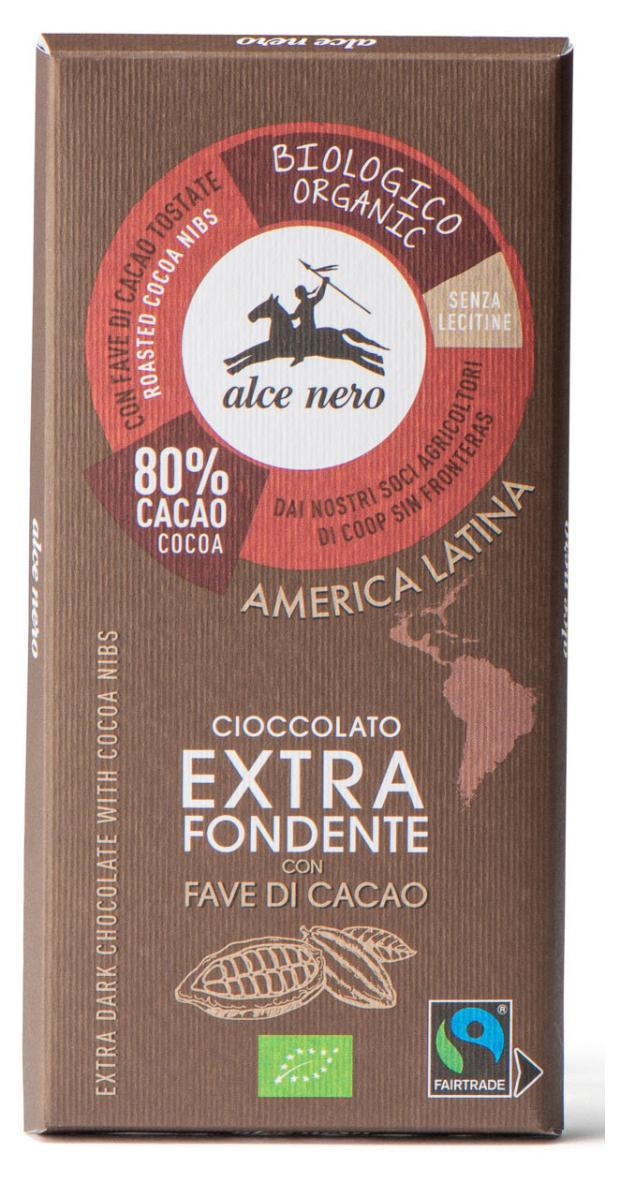 alce nero
BIOLOGICO
ORGANIC
CON FAVE DI CACAO TOSTATE
ROASTED COCOA NIBS
SENZA
LECITINE
alce nero
80%
CACAO
COCOA
DAI NOSTRI SOCI AGRICOLTORI
DI COOP SIN FRONTERAS
AMERICA LATINA
alce nero
alce nero
EXTRA DARK CHOCOLATE WITH COCOA NIBS
CIOCCOLATO
EXTRA
FONDENTE
CON
FAVE DI CACAO
®
FAIRTRADE